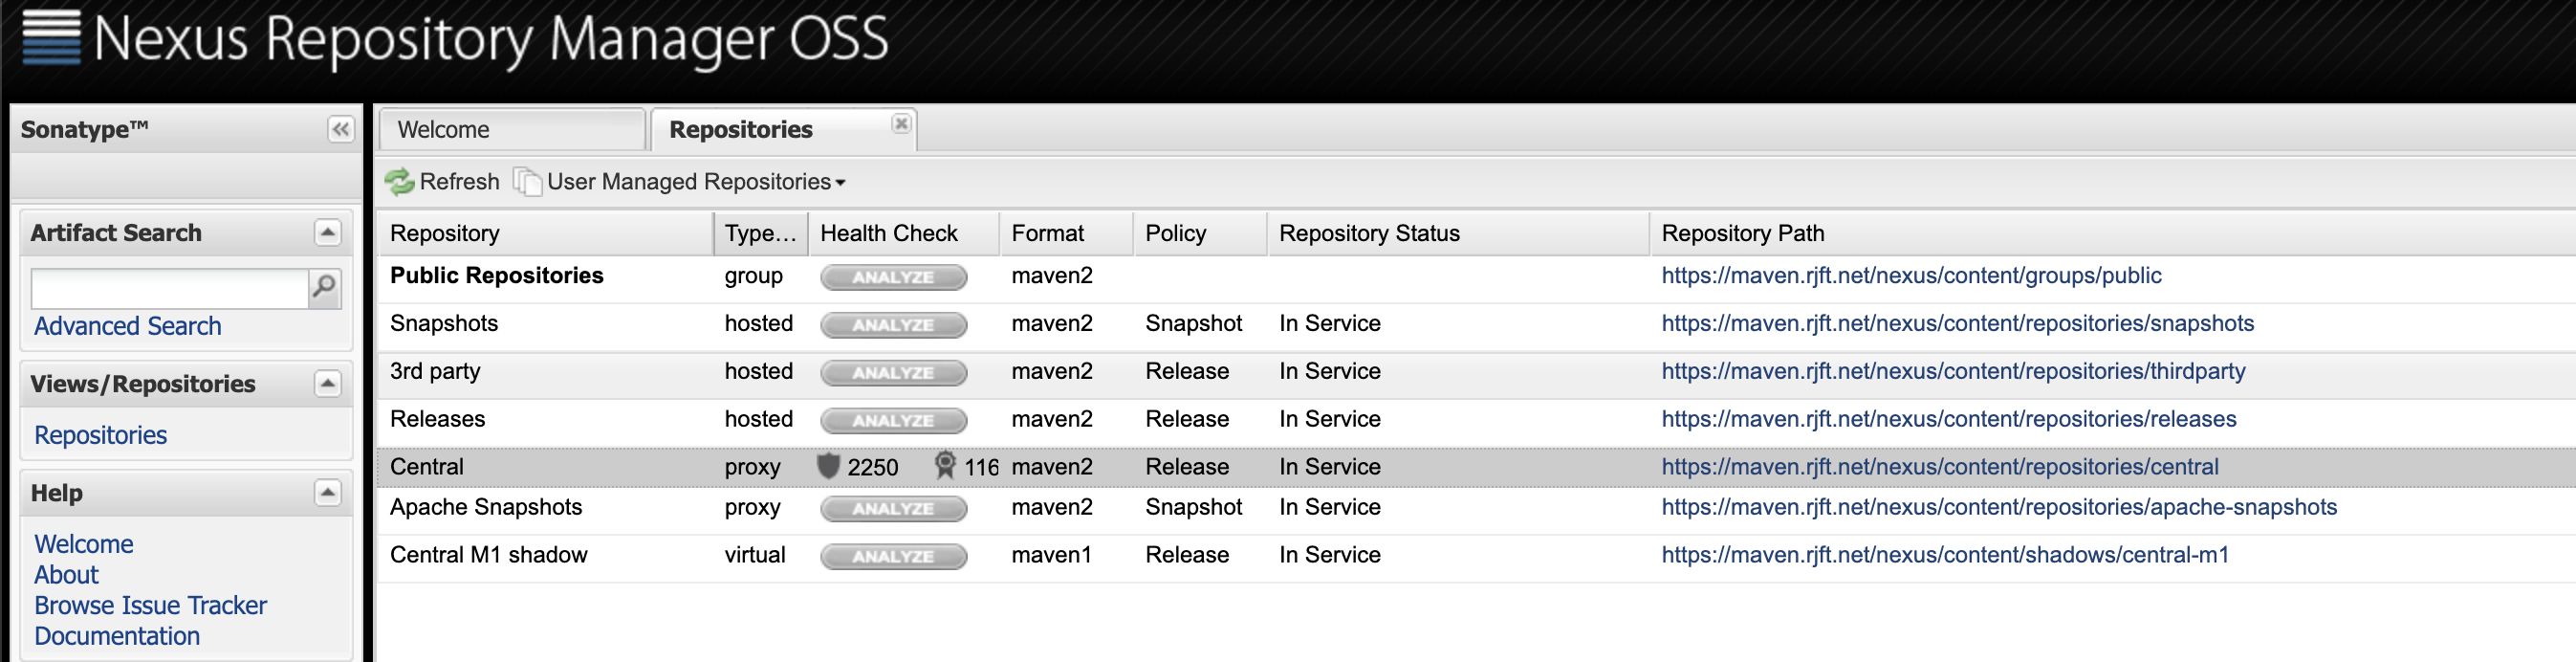 Nexus Repository Manager OSS
Sonatype™
Welcome
Repositories
Refresh
User Managed Repositories
Artifact Search
Advanced Search
Views/Repositories
Repositories
Help
Welcome
About
Browse Issue Tracker
Documentation
Repository Type... Health Check Format Policy Repository Status Repository Path
Public Repositories group ANALYZE maven2 https://maven.rjft.net/nexus/content/groups/public
Snapshots hosted ANALYZE maven2 Snapshot In Service https://maven.rjft.net/nexus/content/repositories/snapshots
3rd party hosted ANALYZE maven2 Release In Service https://maven.rjft.net/nexus/content/repositories/thirdparty
Releases hosted ANALYZE maven2 Release In Service https://maven.rjft.net/nexus/content/repositories/releases
Central proxy 2250 116 maven2 Release In Service https://maven.rjft.net/nexus/content/repositories/central
Apache Snapshots proxy ANALYZE maven2 Snapshot In Service https://maven.rjft.net/nexus/content/repositories/apache-snapshots
Central M1 shadow virtual ANALYZE maven1 Release In Service https://maven.rjft.net/nexus/content/shadows/central-m1